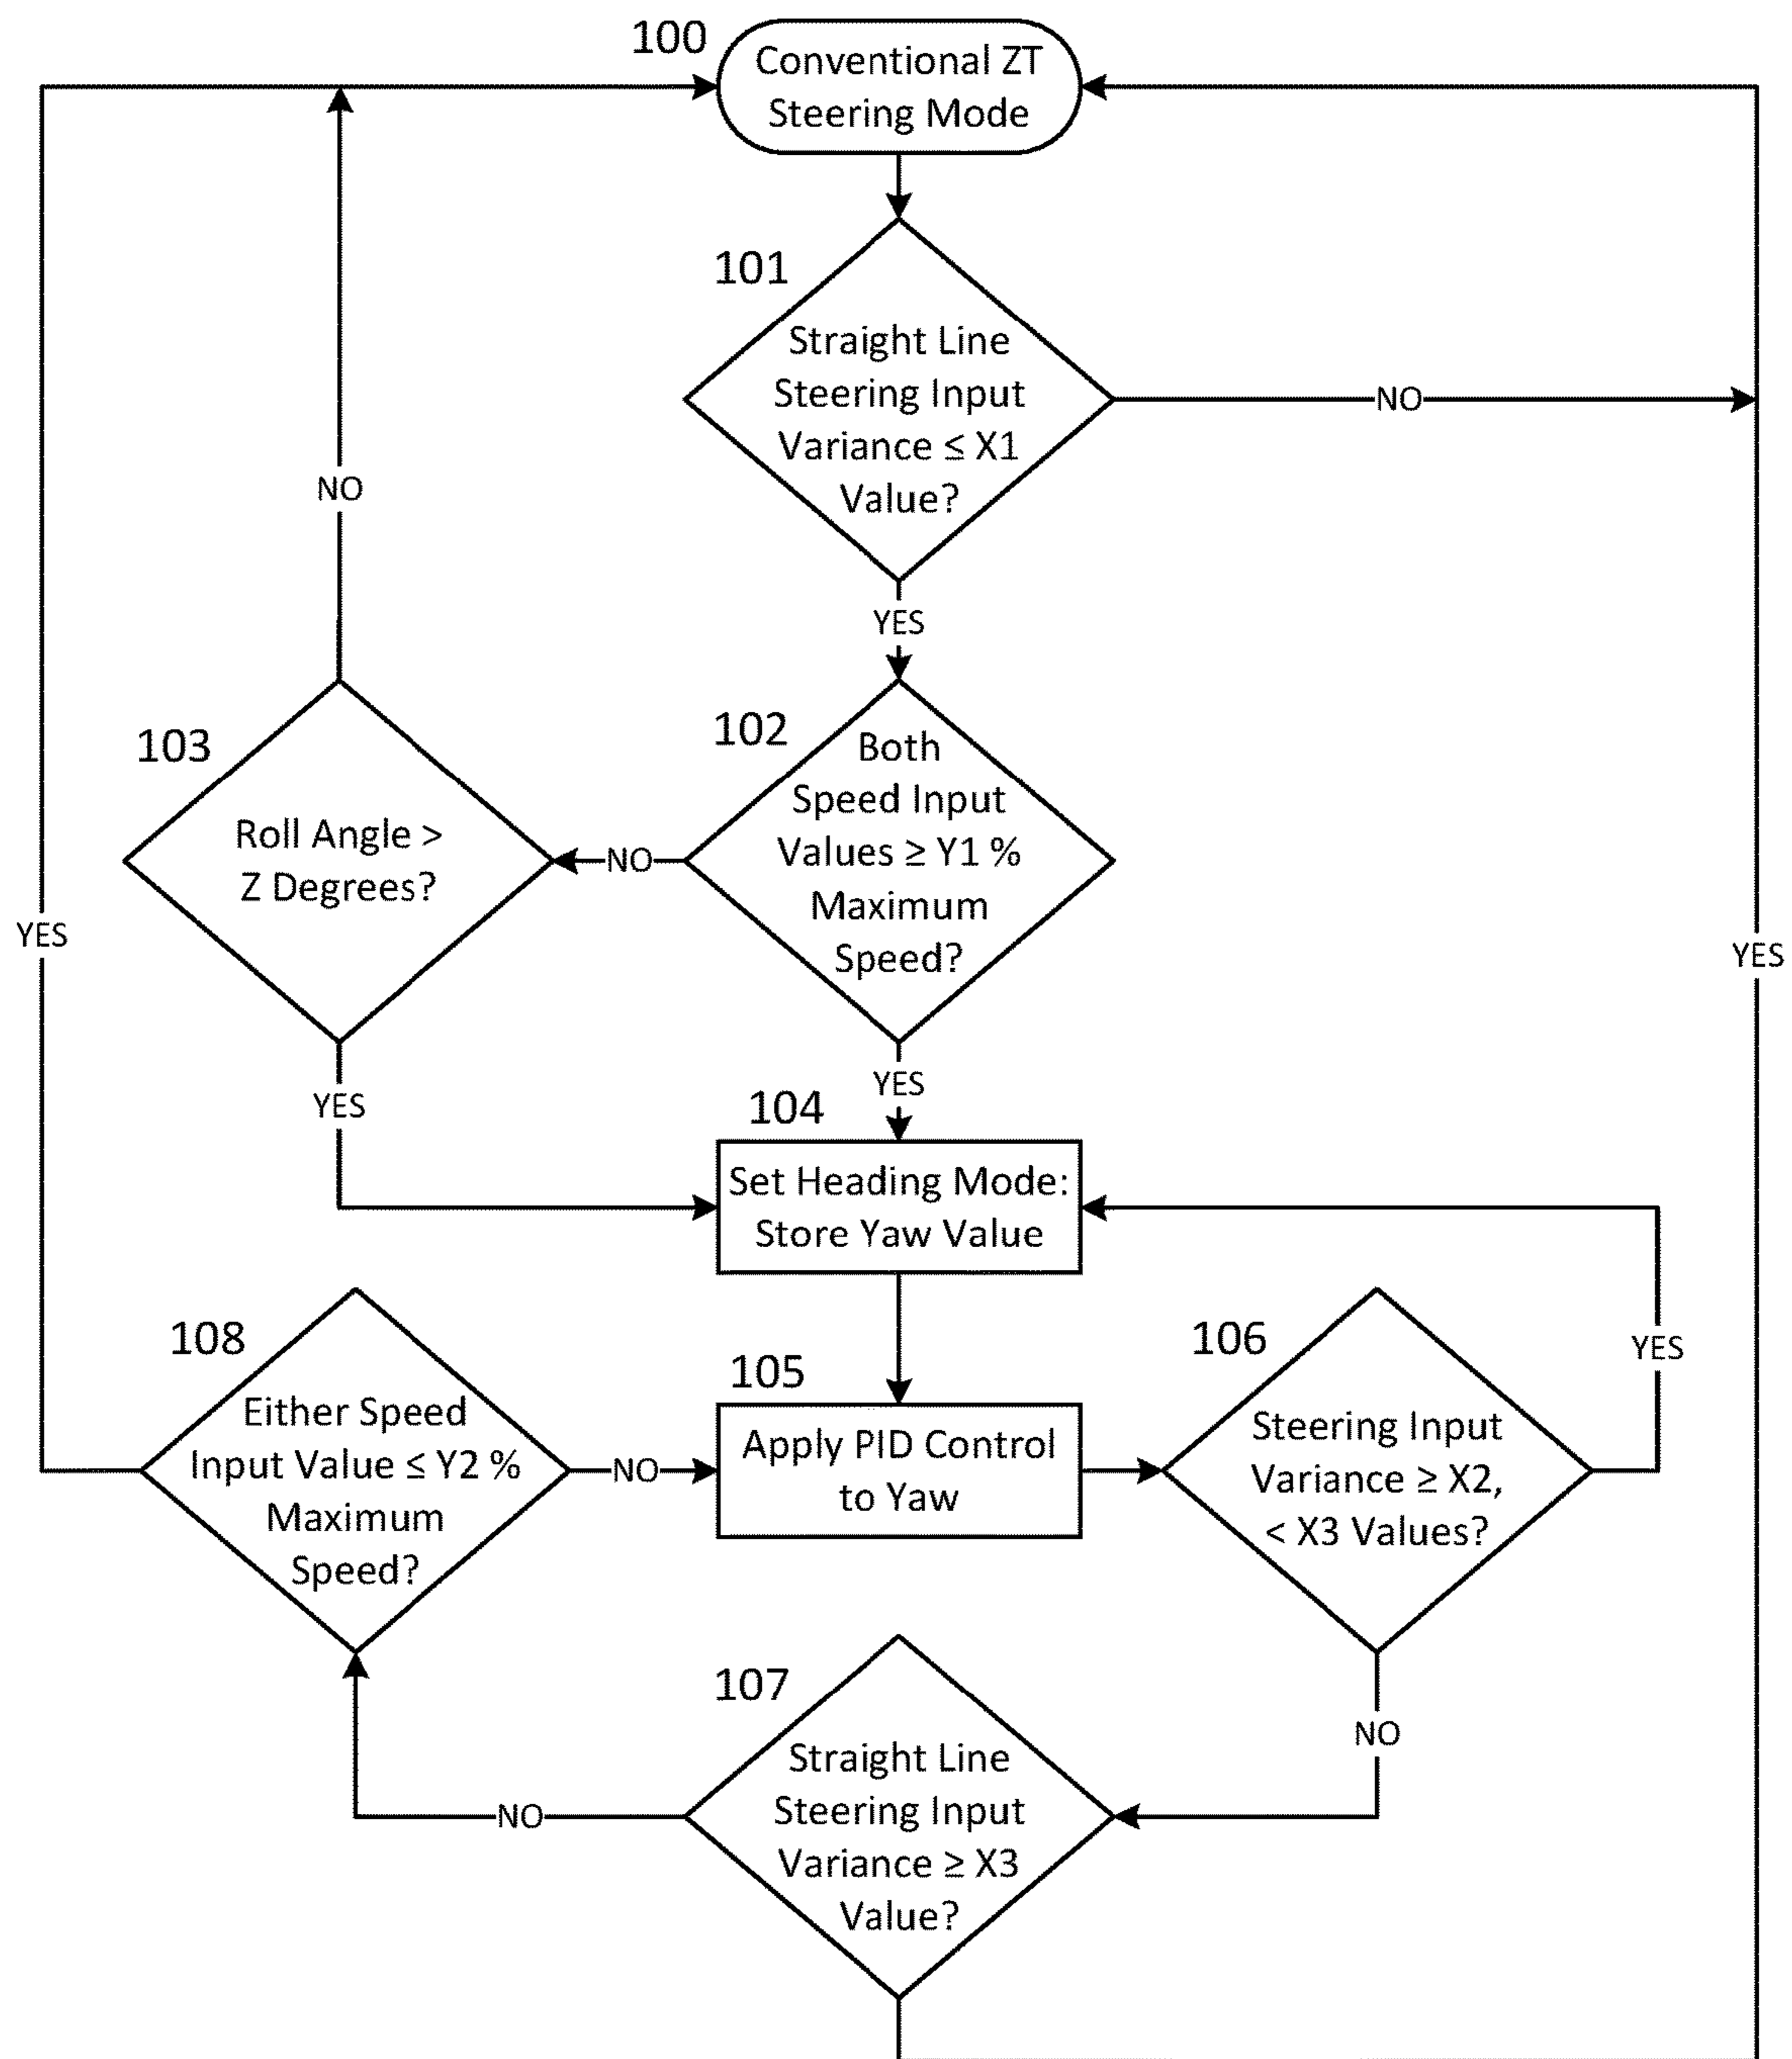 100
Conventional ZT
Steering Mode
101
Straight Line
Steering Input
Variance ≤ X1
Value?
NO
NO
YES
103
Roll Angle >
Z Degrees?
102
Both
Speed Input
Values ≥ Y1 %
Maximum
Speed?
NO
YES
YES
YES
YES
104
Set Heading Mode:
Store Yaw Value
108
Either Speed
Input Value ≤ Y2 %
Maximum
Speed?
NO
105
Apply PID Control
to Yaw
106
Steering Input
Variance ≥ X2,
< X3 Values?
YES
NO
107
Straight Line
Steering Input
Variance ≥ X3
Value?
NO